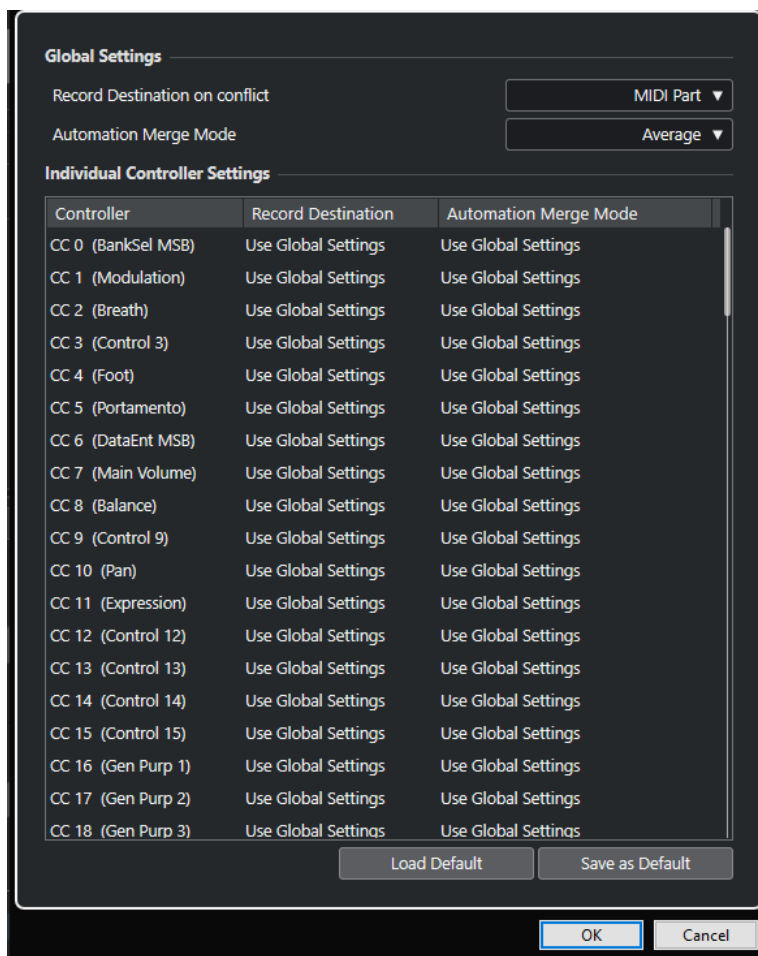 Global Settings
Record Destination on conflict MIDI Part ▼
Automation Merge Mode Average ▼
Individual Controller Settings
Controller Record Destination Automation Merge Mode
CC 0 (BankSel MSB) Use Global Settings Use Global Settings
CC 1 (Modulation) Use Global Settings Use Global Settings
CC 2 (Breath) Use Global Settings Use Global Settings
CC 3 (Control 3) Use Global Settings Use Global Settings
CC 4 (Foot) Use Global Settings Use Global Settings
CC 5 (Portamento) Use Global Settings Use Global Settings
CC 6 (DataEnt MSB) Use Global Settings Use Global Settings
CC 7 (Main Volume) Use Global Settings Use Global Settings
CC 8 (Balance) Use Global Settings Use Global Settings
CC 9 (Control 9) Use Global Settings Use Global Settings
CC 10 (Pan) Use Global Settings Use Global Settings
CC 11 (Expression) Use Global Settings Use Global Settings
CC 12 (Control 12) Use Global Settings Use Global Settings
CC 13 (Control 13) Use Global Settings Use Global Settings
CC 14 (Control 14) Use Global Settings Use Global Settings
CC 15 (Control 15) Use Global Settings Use Global Settings
CC 16 (Gen Purp 1) Use Global Settings Use Global Settings
CC 17 (Gen Purp 2) Use Global Settings Use Global Settings
CC 18 (Gen Purp 3) Use Global Settings Use Global Settings
Load Default Save as Default
OK Cancel